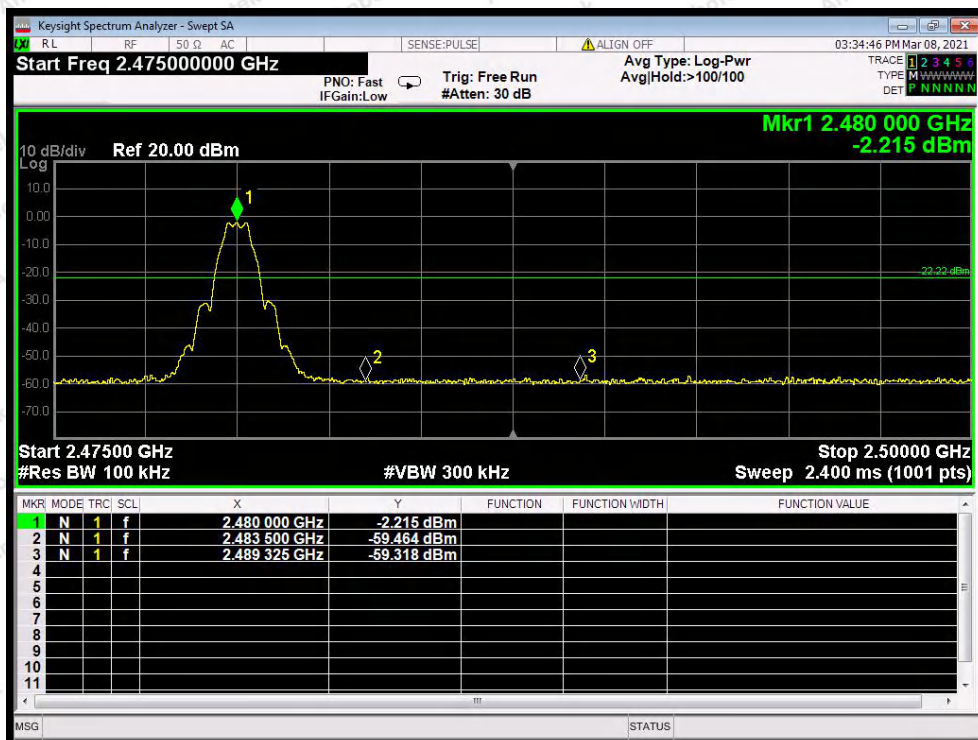 Keysight Spectrum Analyzer - Swept SA
LXI RL RF 50 Ω AC SENSE:PULSE ALIGN OFF 03:34:46 PM Mar 08, 2021
Start Freq 2.475000000 GHz
PNO: Fast
IFGain:Low
Trig: Free Run
#Atten: 30 dB
Avg Type: Log-Pwr
Avg|Hold:>100/100
TRACE 1 2 3 4 5 6
TYPE M WWWWW
DET P N N N N N
Mkr1 2.480 000 GHz
-2.215 dBm
10 dB/div Ref 20.00 dBm
Log
10.0
1
0.00
-10.0
-20.0
-22.22 dBm
-30.0
-40.0
-50.0
2
3
-60.0
-70.0
Start 2.47500 GHz Stop 2.50000 GHz
#Res BW 100 kHz #VBW 300 kHz Sweep 2.400 ms (1001 pts)
MKR MODE TRC SCL X Y FUNCTION FUNCTION WIDTH FUNCTION VALUE
1 N 1 f 2.480 000 GHz -2.215 dBm
2 N 1 f 2.483 500 GHz -59.464 dBm
3 N 1 f 2.489 325 GHz -59.318 dBm
4
5
6
7
8
9
10
11
MSG STATUS